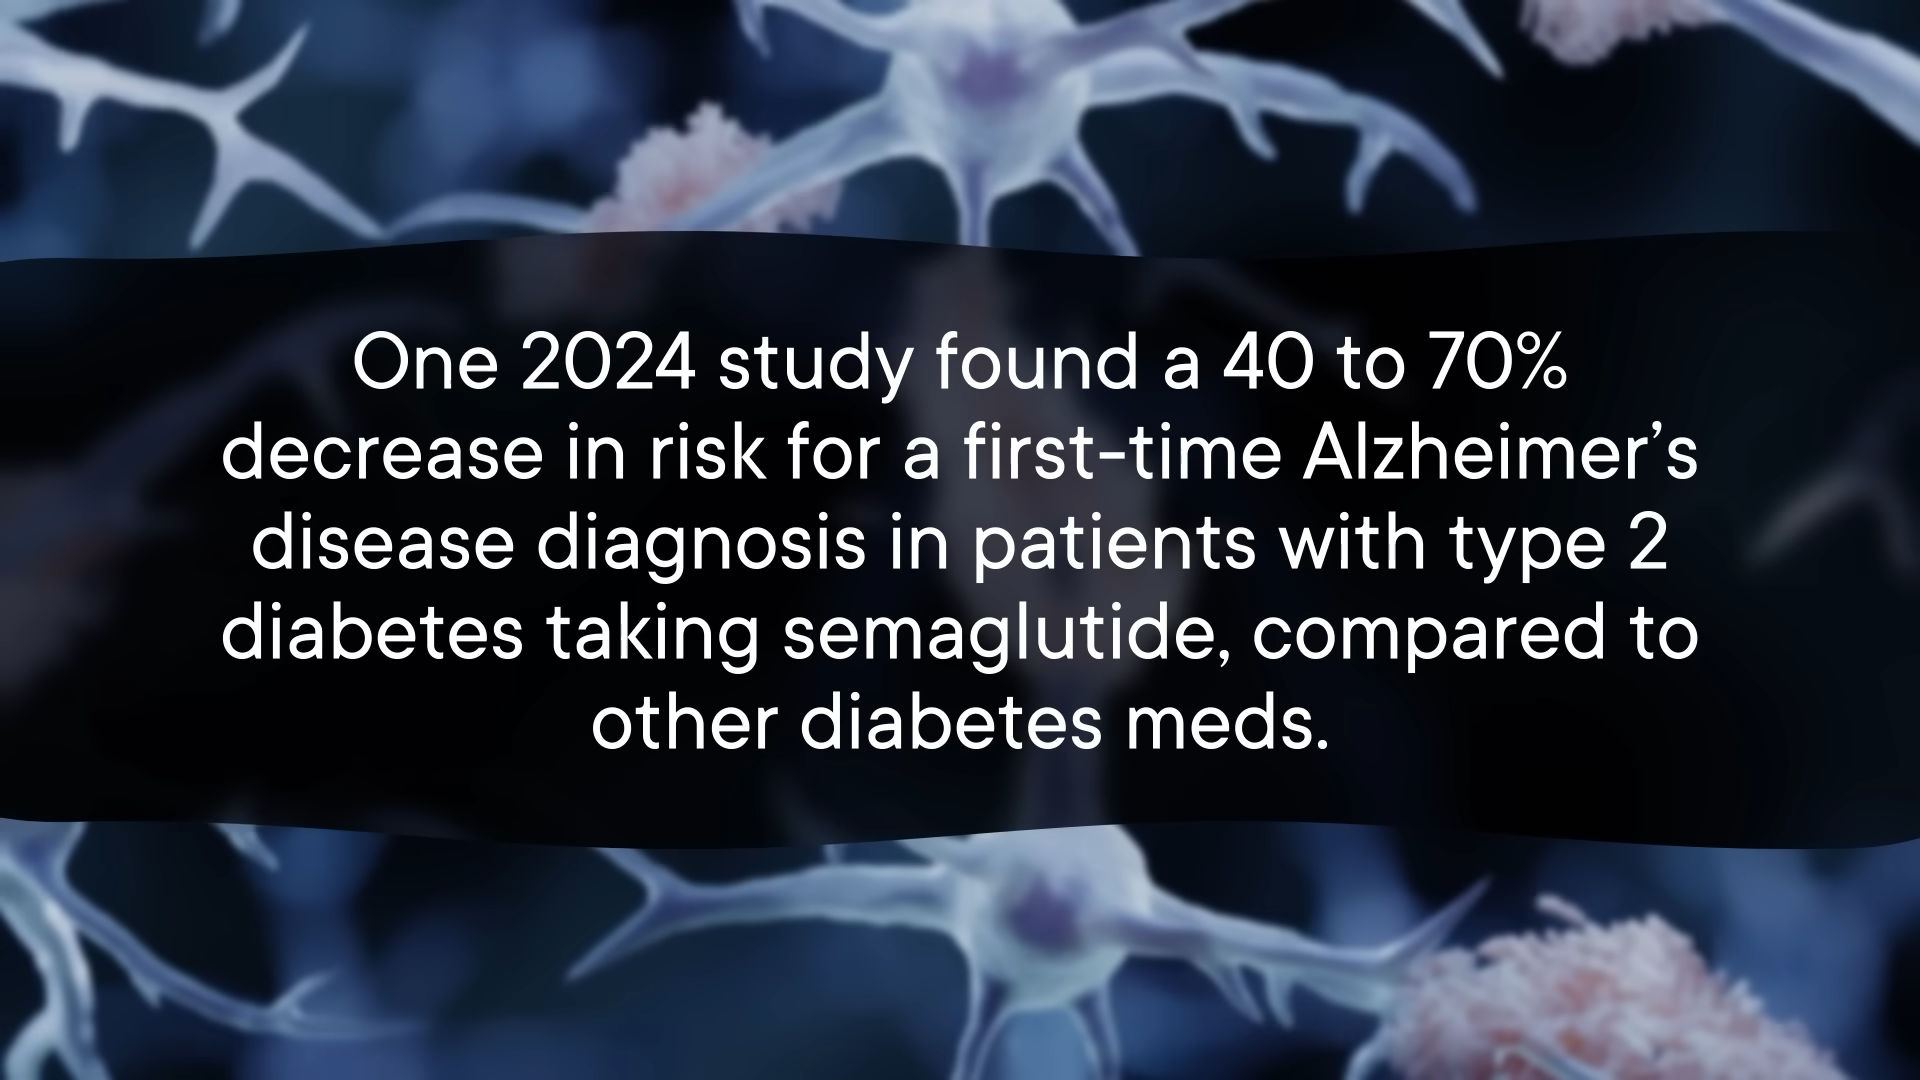 One 2024 study found a 40 to 70%
decrease in risk for a first-time Alzheimer’s
disease diagnosis in patients with type 2
diabetes taking semaglutide, compared to
other diabetes meds.